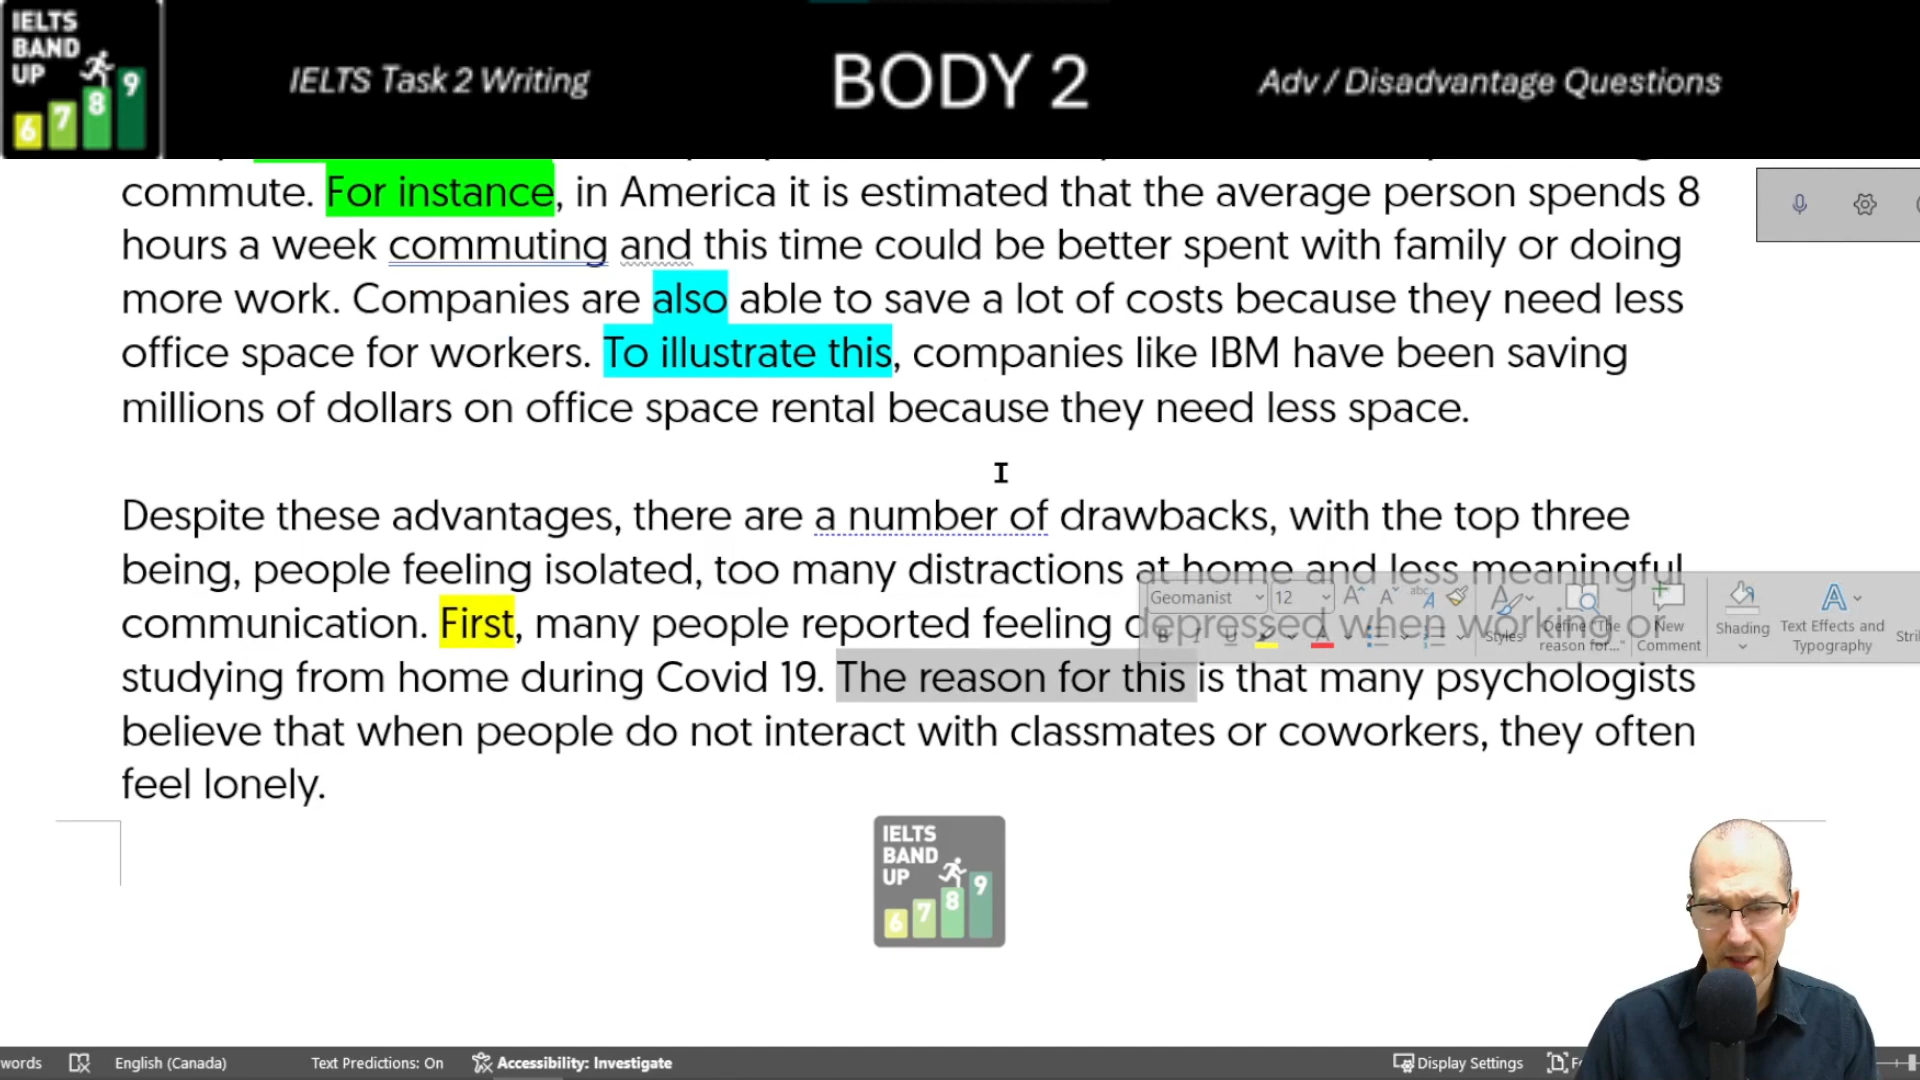 IELTS
BAND
UP
6 7 8 9
IELTS Task 2 Writing
BODY 2
Adv / Disadvantage Questions
commute. For instance, in America it is estimated that the average person spends 8
hours a week commuting and this time could be better spent with family or doing
more work. Companies are also able to save a lot of costs because they need less
office space for workers. To illustrate this, companies like IBM have been saving
millions of dollars on office space rental because they need less space.
Despite these advantages, there are a number of drawbacks, with the top three
being, people feeling isolated, too many distractions at home and less meaningful
communication. First, many people reported feeling depressed when working or
studying from home during Covid 19. The reason for this is that many psychologists
believe that when people do not interact with classmates or coworkers, they often
feel lonely.
Geomanist 12
Styles
Define "The
reason for..."
New
Comment
Shading
Text Effects and
Typography
IELTS
BAND
UP
6 7 8 9
words
English (Canada)
Text Predictions: On
Accessibility: Investigate
Display Settings